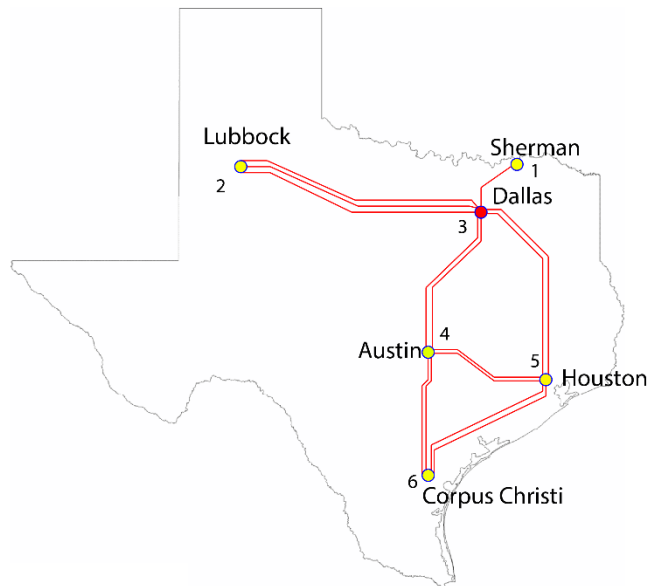 Lubbock
2
Sherman
1
Dallas
3
Austin
4
5
Houston
6
Corpus Christi